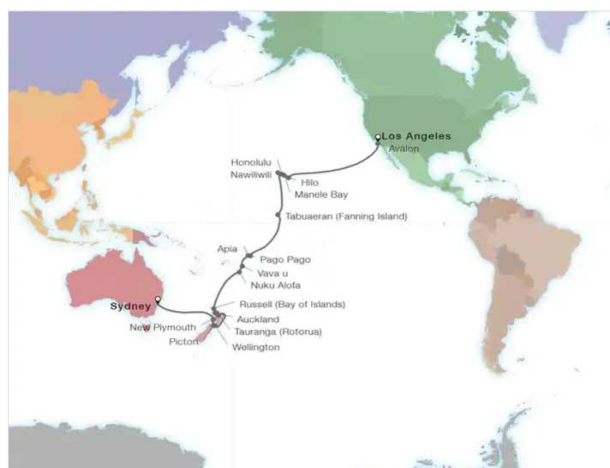 Los Angeles
Avalon
Honolulu
Nawiliwili
Hilo
Manele Bay
Tabuaeran (Fanning Island)
Apia
Pago Pago
Vava u
Nuku Alofa
Sydney
Russell (Bay of Islands)
Auckland
New Plymouth
Tauranga (Rotorua)
Picton
Wellington